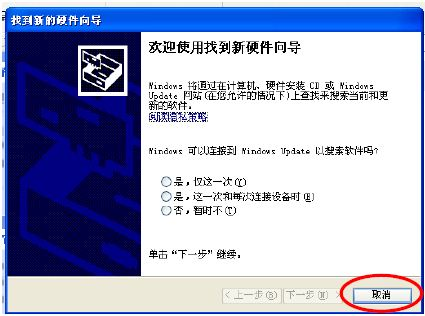 找到新的硬件向导
欢迎使用找到新硬件向导
Windows 将通过在计算机、硬件安装 CD 或 Windows
Update 网站(在您允许的情况下)上查找来搜索当前和更
新的软件。
阅读隐私策略
Windows 可以连接到 Windows Update 以搜索软件吗?
是，仅这一次(Y)
是，这一次和每次连接设备时(E)
否，暂时不(T)
单击“下一步”继续。
< 上一步(B) 下一步(N) > 取消